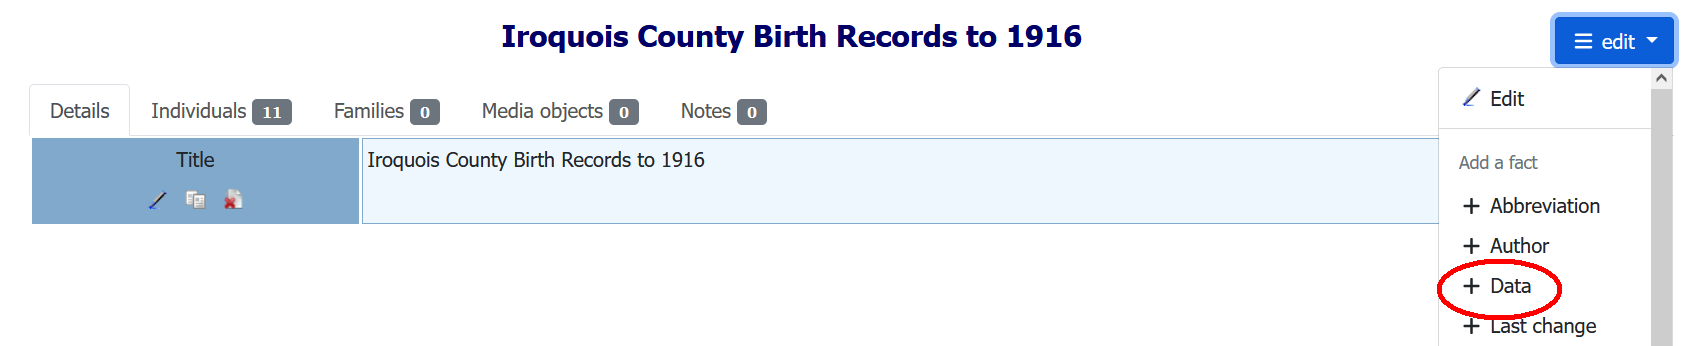 Iroquois County Birth Records to 1916
edit
Details Individuals 11 Families 0 Media objects 0 Notes 0
Edit
Title
Iroquois County Birth Records to 1916
Add a fact
+ Abbreviation
+ Author
+ Data
+ Last change